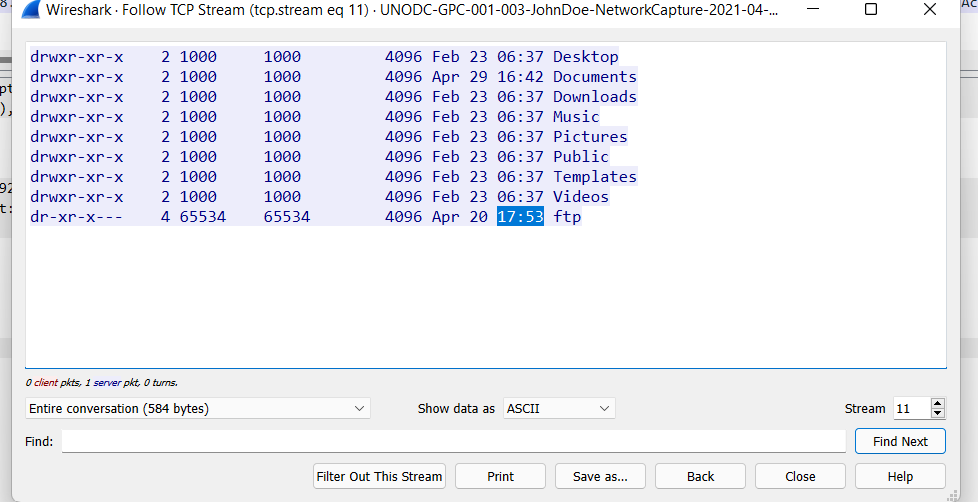 Wireshark · Follow TCP Stream (tcp.stream eq 11) · UNODC-GPC-001-003-JohnDoe-NetworkCapture-2021-04-...
drwxr-xr-x    2 1000     1000         4096 Feb 23 06:37 Desktop
drwxr-xr-x    2 1000     1000         4096 Apr 29 16:42 Documents
drwxr-xr-x    2 1000     1000         4096 Feb 23 06:37 Downloads
drwxr-xr-x    2 1000     1000         4096 Feb 23 06:37 Music
drwxr-xr-x    2 1000     1000         4096 Feb 23 06:37 Pictures
drwxr-xr-x    2 1000     1000         4096 Feb 23 06:37 Public
drwxr-xr-x    2 1000     1000         4096 Feb 23 06:37 Templates
drwxr-xr-x    2 1000     1000         4096 Feb 23 06:37 Videos
dr-xr-x---    4 65534    65534        4096 Apr 20 17:53 ftp
0 client pkts, 1 server pkt, 0 turns.
Entire conversation (584 bytes) Show data as ASCII Stream 11
Find: Find Next
Filter Out This Stream Print Save as... Back Close Help